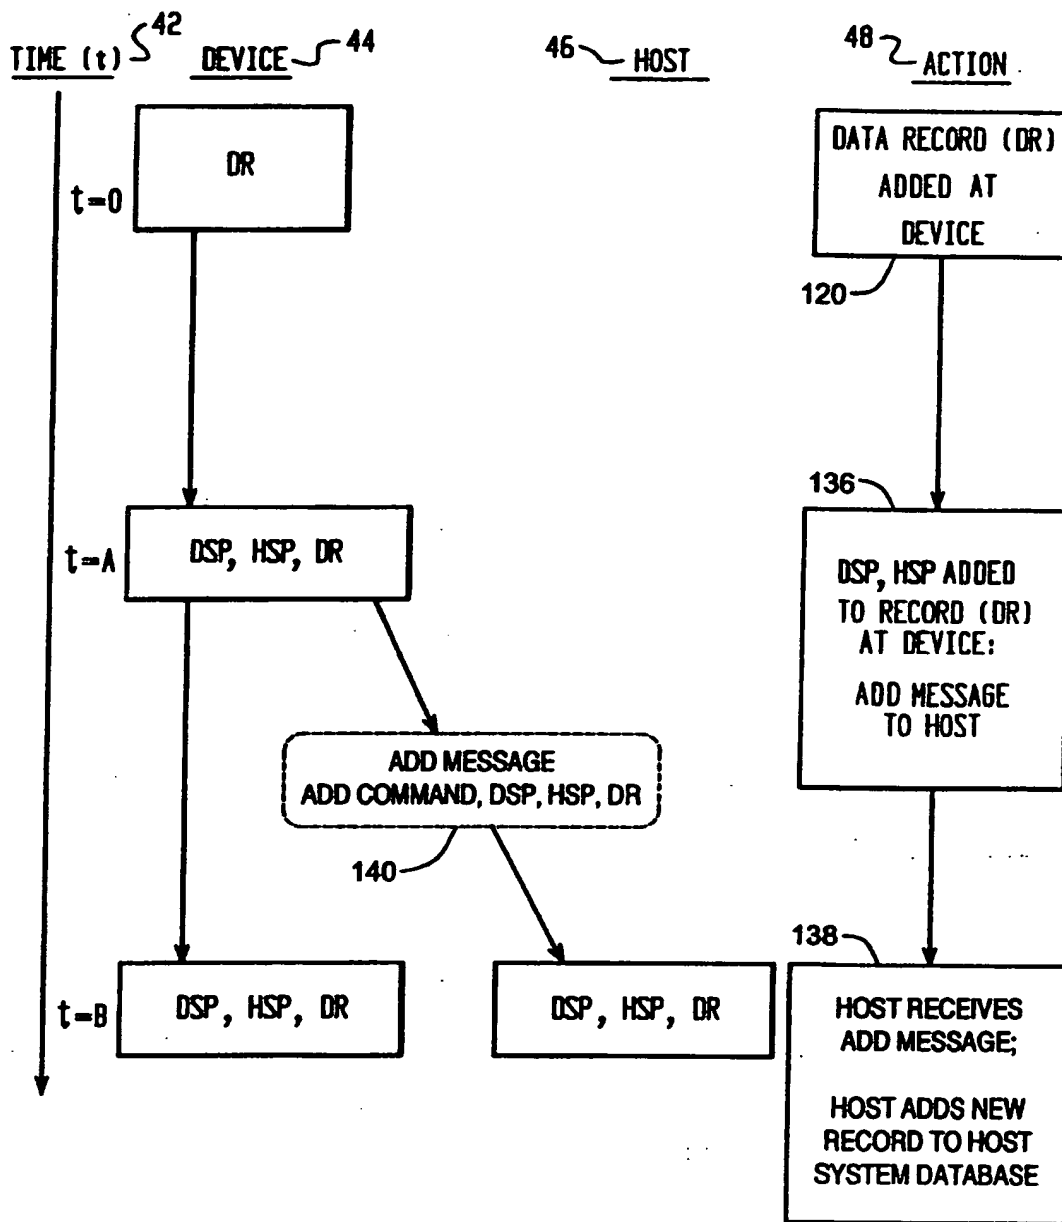 TIME (t) 42
DEVICE 44
46 HOST
48 ACTION
t=0
DR
DATA RECORD (DR)
ADDED AT
DEVICE
120
t=A
DSP, HSP, DR
136
DSP, HSP ADDED
TO RECORD (DR)
AT DEVICE:
ADD MESSAGE
TO HOST
ADD MESSAGE
ADD COMMAND, DSP, HSP, DR
140
t=B
DSP, HSP, DR
DSP, HSP, DR
138
HOST RECEIVES
ADD MESSAGE;
HOST ADDS NEW
RECORD TO HOST
SYSTEM DATABASE